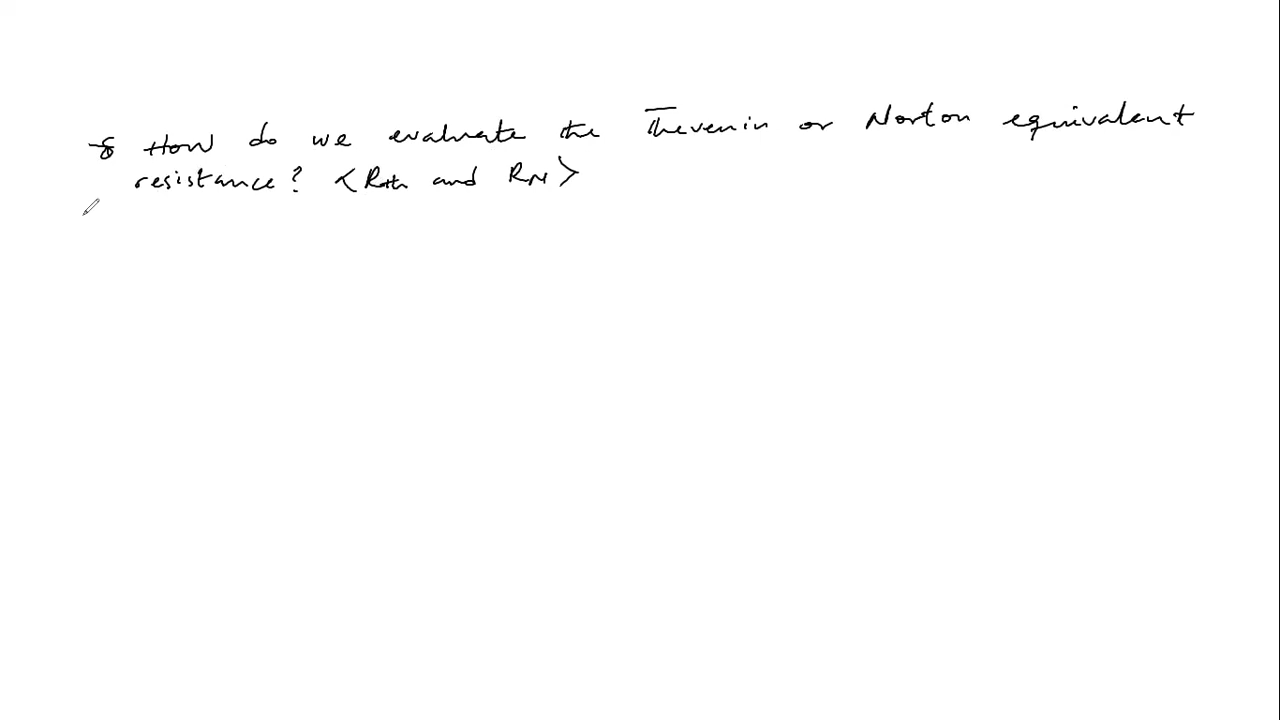 How do we evaluate the Thevenin or Norton equivalent
resistance? <Rth and RN>